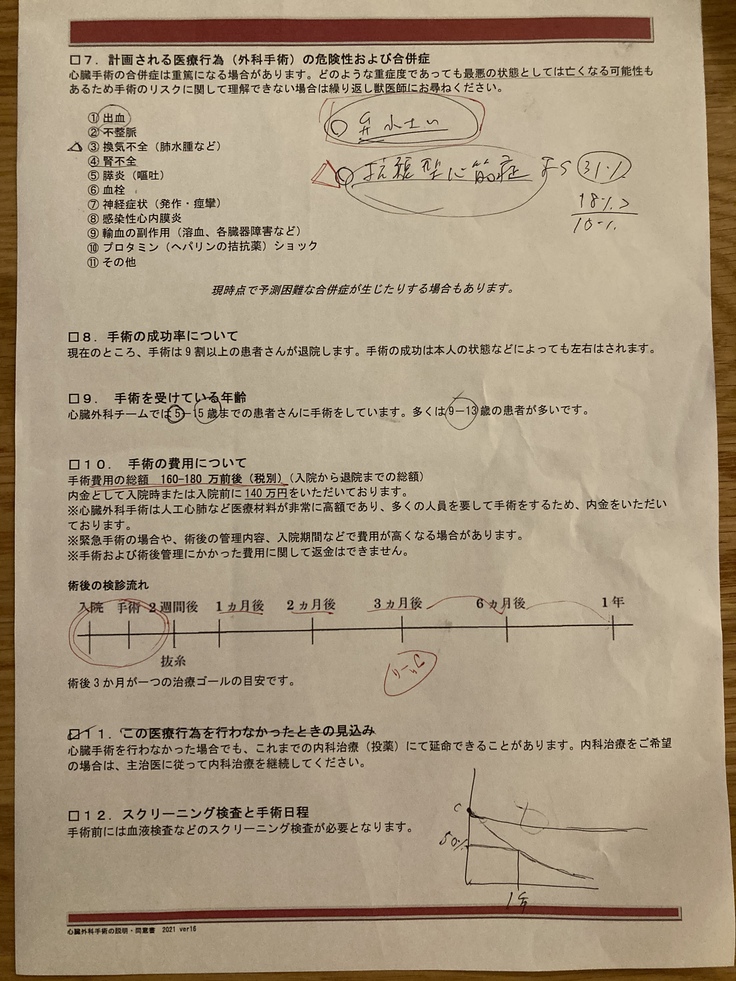 □7．計画される医療行為（外科手術）の危険性および合併症
心臓手術の合併症は重篤になる場合があります。どのような重症度であっても最悪の状態としては亡くなる可能性も
あるため手術のリスクに関して理解できない場合は繰り返し獣医師にお尋ねください。
① 出血
② 不整脈
③ 換気不全（肺水腫など）
④ 腎不全
⑤ 膵炎（嘔吐）
⑥ 血栓
⑦ 神経症状（発作・痙攣）
⑧ 感染性心内膜炎
⑨ 輸血の副作用（溶血、各臓器障害など）
⑩ プロタミン（ヘパリンの拮抗薬）ショック
⑪ その他
拡張型心筋症
31%
18%
10%
現時点で予測困難な合併症が生じたりする場合もあります。
□8．手術の成功率について
現在のところ、手術は9割以上の患者さんが退院します。手術の成功は本人の状態などによっても左右はされます。
□9．　手術を受けている年齢
心臓外科チームでは5－15歳までの患者さんに手術をしています。多くは9－13歳の患者が多いです。
□10．　手術の費用について
手術費用の総額　160-180 万前後（税別）（入院から退院までの総額）
内金として入院時または入院前に 140 万円をいただいております。
※心臓外科手術は人工心肺など医療材料が非常に高額であり、多くの人員を要して手術をするため、内金をいただい
ております。
※緊急手術の場合や、術後の管理内容、入院期間などで費用が高くなる場合があります。
※手術および術後管理にかかった費用に関して返金はできません。
術後の検診流れ
入院　手術　2週間後　1ヵ月後　2ヵ月後　3ヵ月後　6ヵ月後　1年
抜糸
術後3か月が一つの治療ゴールの目安です。
□11．この医療行為を行わなかったときの見込み
心臓手術を行わなかった場合でも、これまでの内科治療（投薬）にて延命できることがあります。内科治療をご希望
の場合は、主治医に従って内科治療を継続してください。
□12．スクリーニング検査と手術日程
手術前には血液検査などのスクリーニング検査が必要となります。
C
50%
1年
心臓外科手術の説明・同意書　2021 ver16